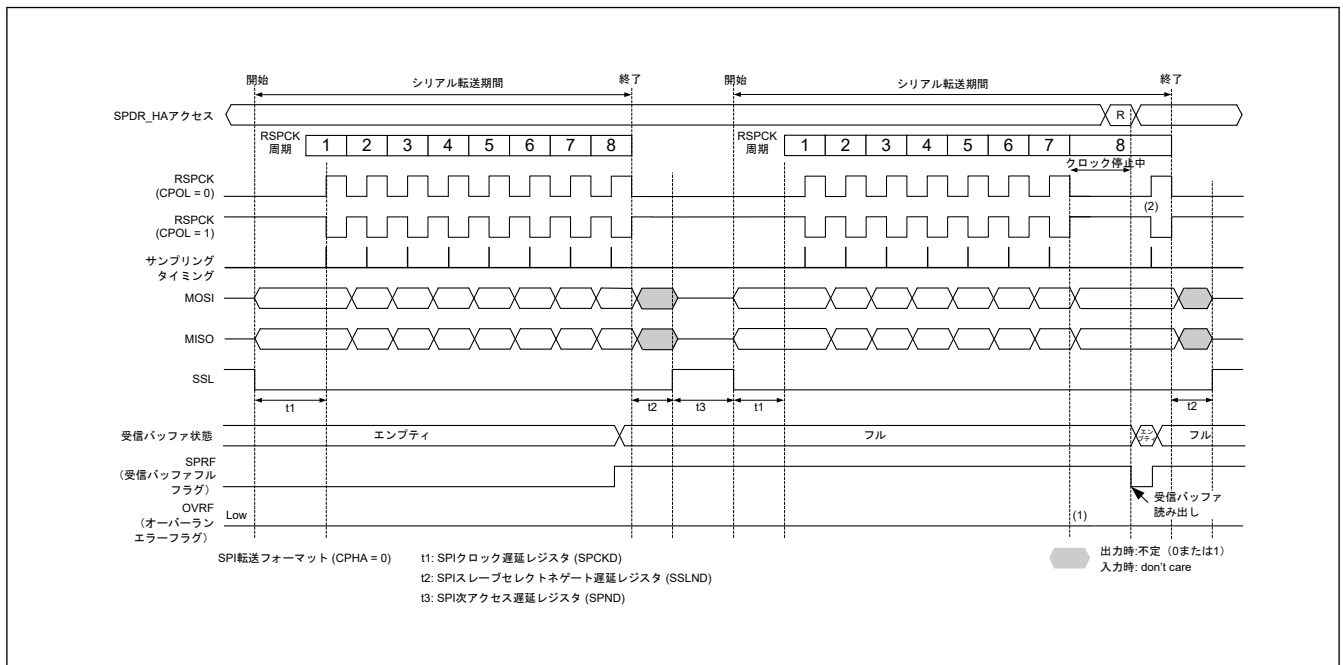 開始
シリアル転送期間
終了
開始
シリアル転送期間
終了
SPDR_HAアクセス
R
RSPCK
周期
1 2 3 4 5 6 7 8
RSPCK
周期
1 2 3 4 5 6 7 8
クロック停止中
RSPCK
(CPOL = 0)
(2)
RSPCK
(CPOL = 1)
サンプリング
タイミング
MOSI
MISO
SSL
t1
t2
t3
t1
t2
受信バッファ状態
エンプティ
フル
エン
プティ
フル
SPRF
（受信バッファフル
フラグ）
受信バッファ
読み出し
OVRF
（オーバーラン
エラーフラグ）
Low
(1)
SPI転送フォーマット (CPHA = 0)
t1: SPIクロック遅延レジスタ (SPCKD)
t2: SPIスレーブセレクトネゲート遅延レジスタ (SSLND)
t3: SPI次アクセス遅延レジスタ (SPND)
出力時:不定（0または1）
入力時: don't care